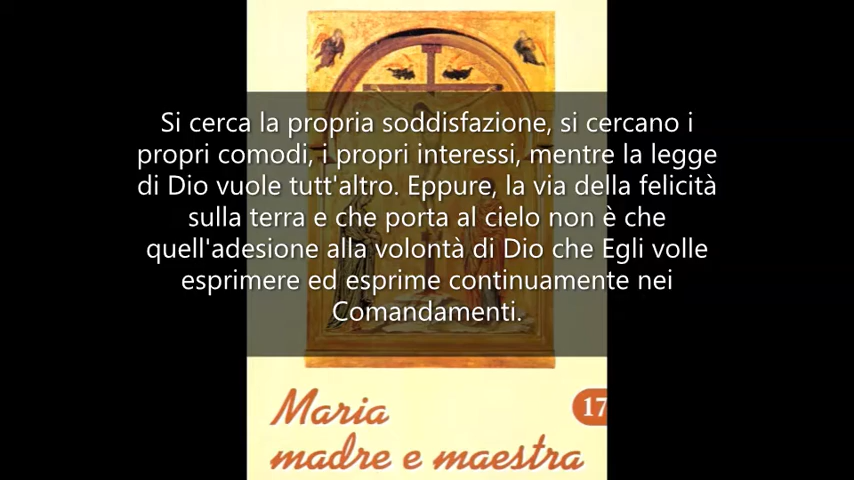 Si cerca la propria soddisfazione, si cercano i
propri comodi, i propri interessi, mentre la legge
di Dio vuole tutt'altro. Eppure, la via della felicità
sulla terra e che porta al cielo non è che
quell'adesione alla volontà di Dio che Egli volle
esprimere ed esprime continuamente nei
Comandamenti.
Maria
17
madre e maestra